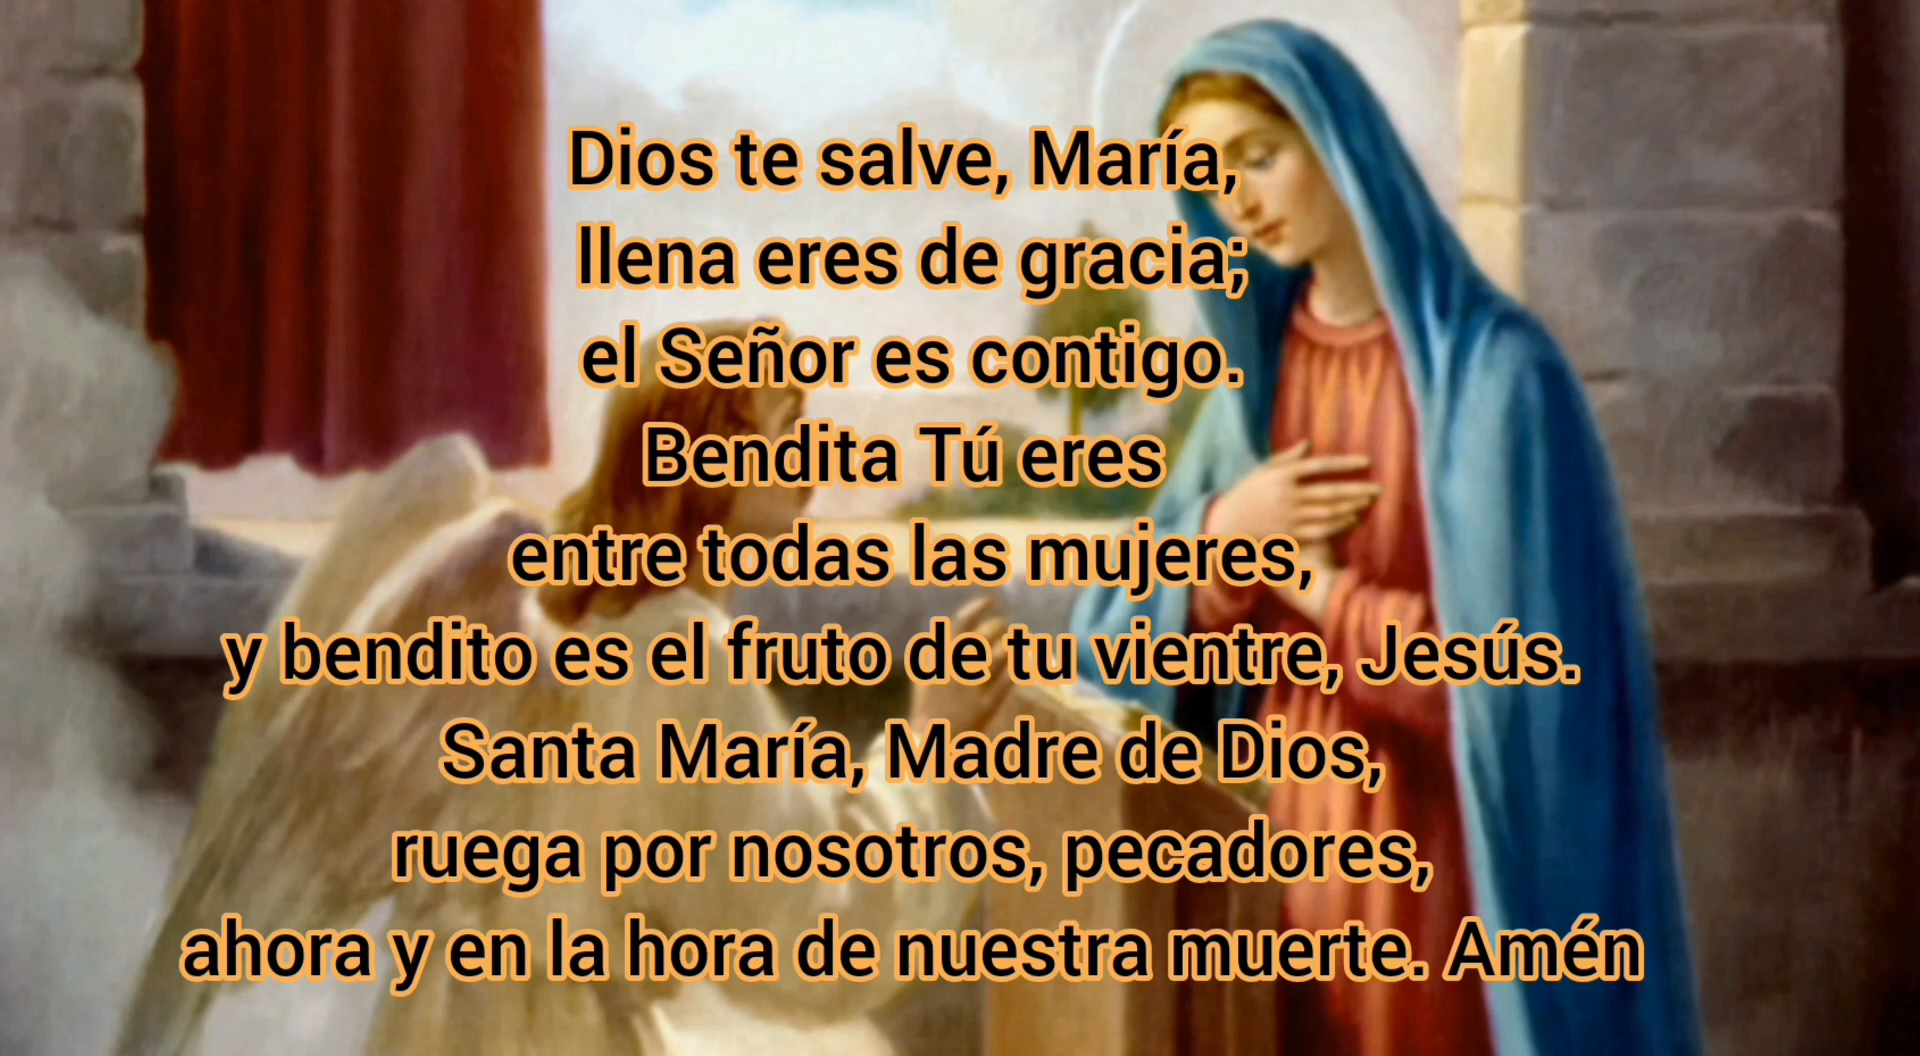 Dios te salve, María,
llena eres de gracia;
el Señor es contigo.
Bendita Tú eres
entre todas las mujeres,
y bendito es el fruto de tu vientre, Jesús.
Santa María, Madre de Dios,
ruega por nosotros, pecadores,
ahora y en la hora de nuestra muerte. Amén